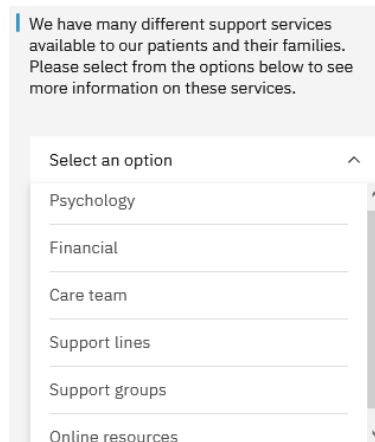 We have many different support services
available to our patients and their families.
Please select from the options below to see
more information on these services.
Select an option
Psychology
Financial
Care team
Support lines
Support groups
Online resources